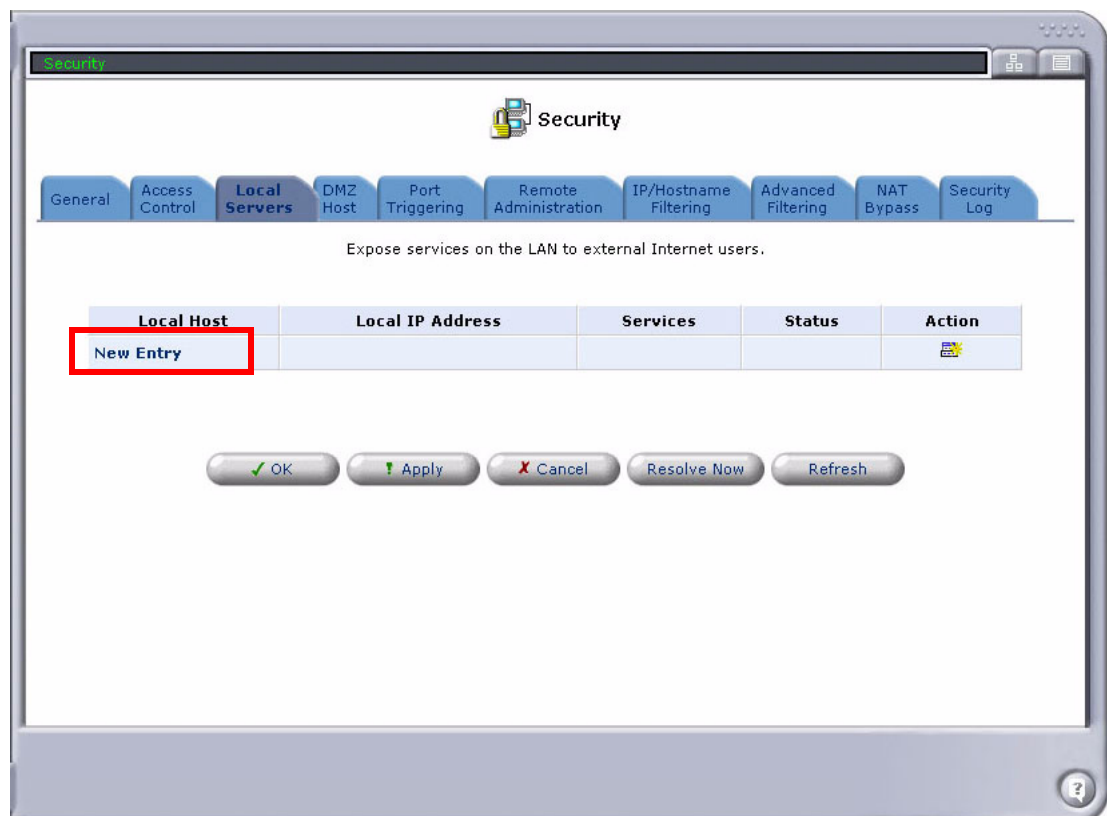 Security
Security
General
Access Control
Local Servers
DMZ Host
Port Triggering
Remote Administration
IP/Hostname Filtering
Advanced Filtering
NAT Bypass
Security Log
Expose services on the LAN to external Internet users.
Local Host Local IP Address Services Status Action
New Entry
OK Apply Cancel Resolve Now Refresh
?